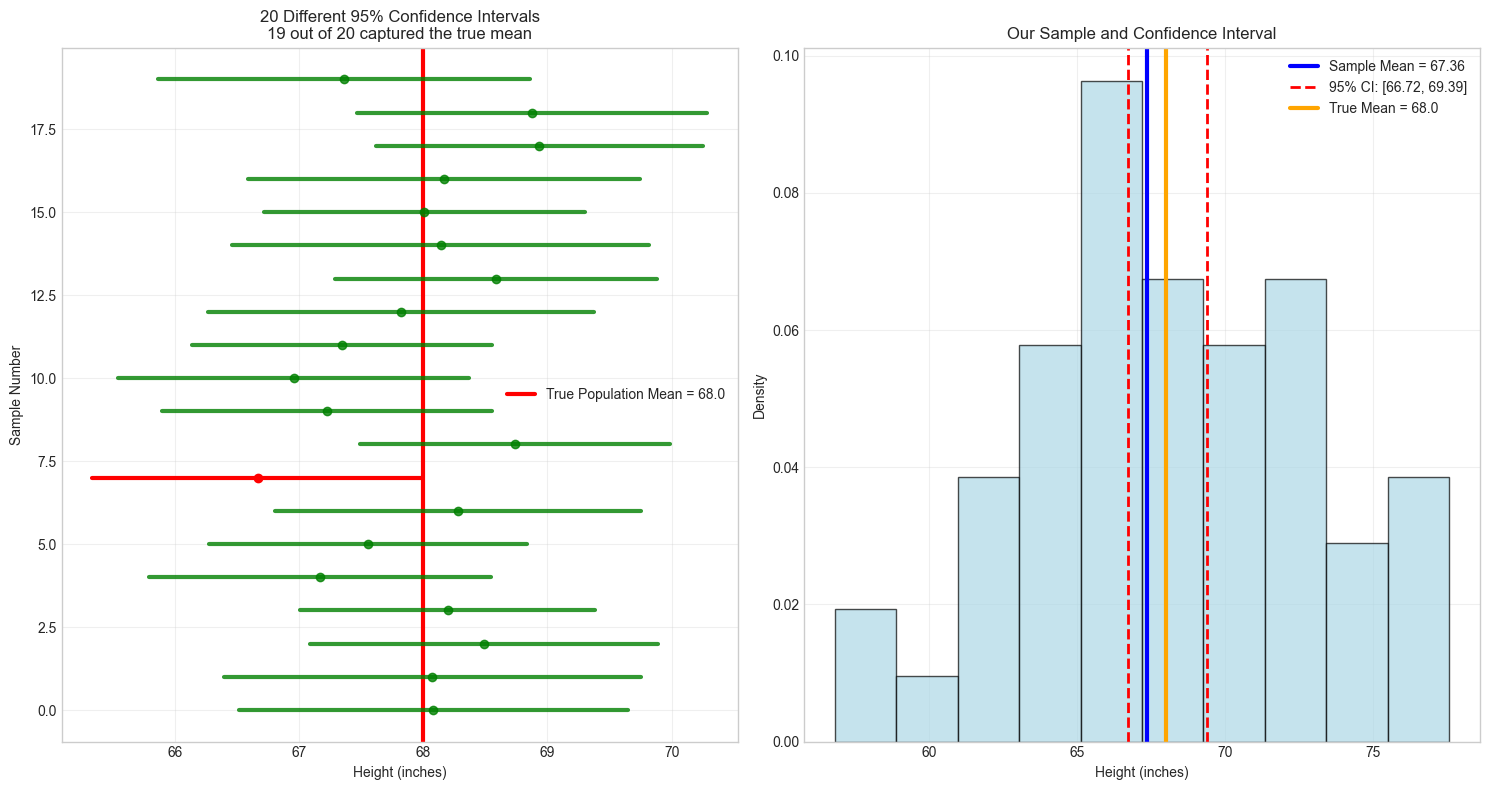 20 Different 95% Confidence Intervals
19 out of 20 captured the true mean
17.5
15.0
12.5
10.0
7.5
5.0
2.5
0.0
Sample Number
True Population Mean = 68.0
66
67
68
69
70
Height (inches)
Our Sample and Confidence Interval
Sample Mean = 67.36
95% CI: [66.72, 69.39]
True Mean = 68.0
0.10
0.08
0.06
0.04
0.02
0.00
Density
60
65
70
75
Height (inches)